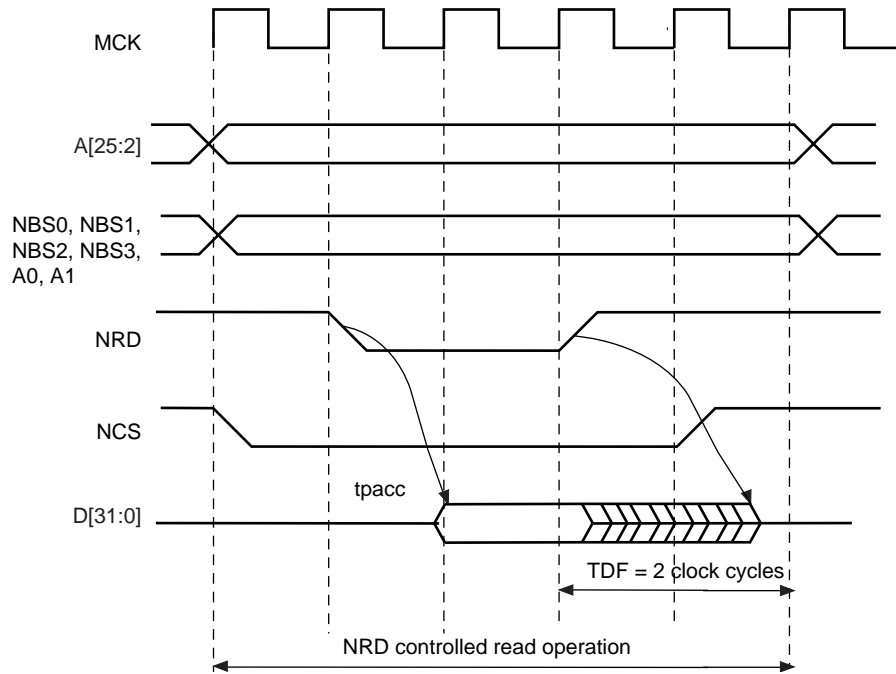 MCK
A[25:2]
NBS0, NBS1,
NBS2, NBS3,
A0, A1
NRD
NCS
tpacc
D[31:0]
TDF = 2 clock cycles
NRD controlled read operation